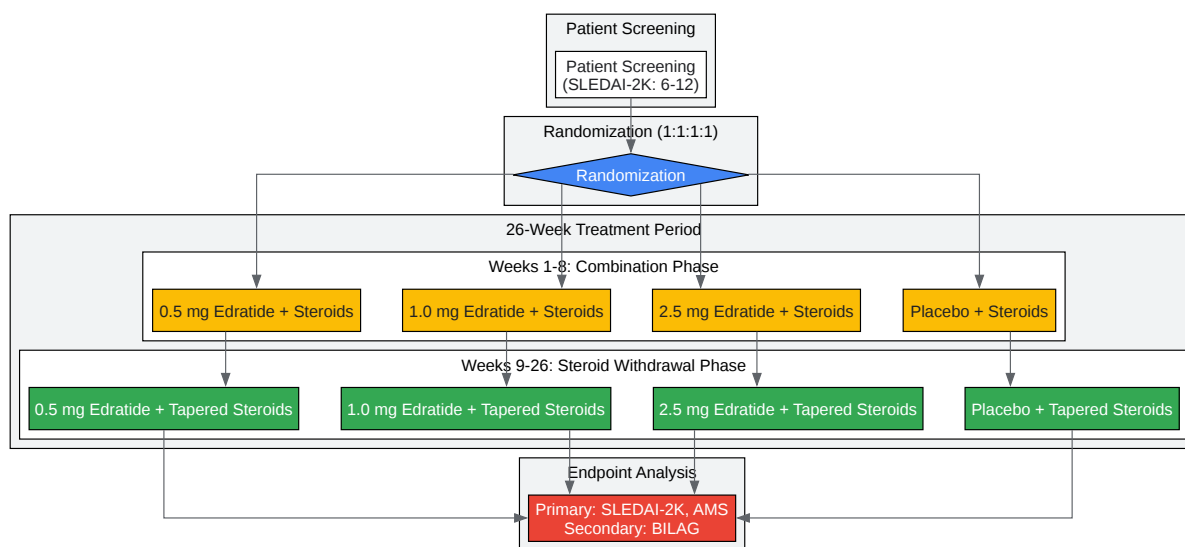 Patient Screening
Patient Screening
(SLEDAI-2K: 6-12)
Randomization (1:1:1:1)
Randomization
26-Week Treatment Period
Weeks 1-8: Combination Phase
0.5 mg Edratide + Steroids
1.0 mg Edratide + Steroids
2.5 mg Edratide + Steroids
Placebo + Steroids
Weeks 9-26: Steroid Withdrawal Phase
0.5 mg Edratide + Tapered Steroids
1.0 mg Edratide + Tapered Steroids
2.5 mg Edratide + Tapered Steroids
Placebo + Tapered Steroids
Endpoint Analysis
Primary: SLEDAI-2K, AMS
Secondary: BILAG